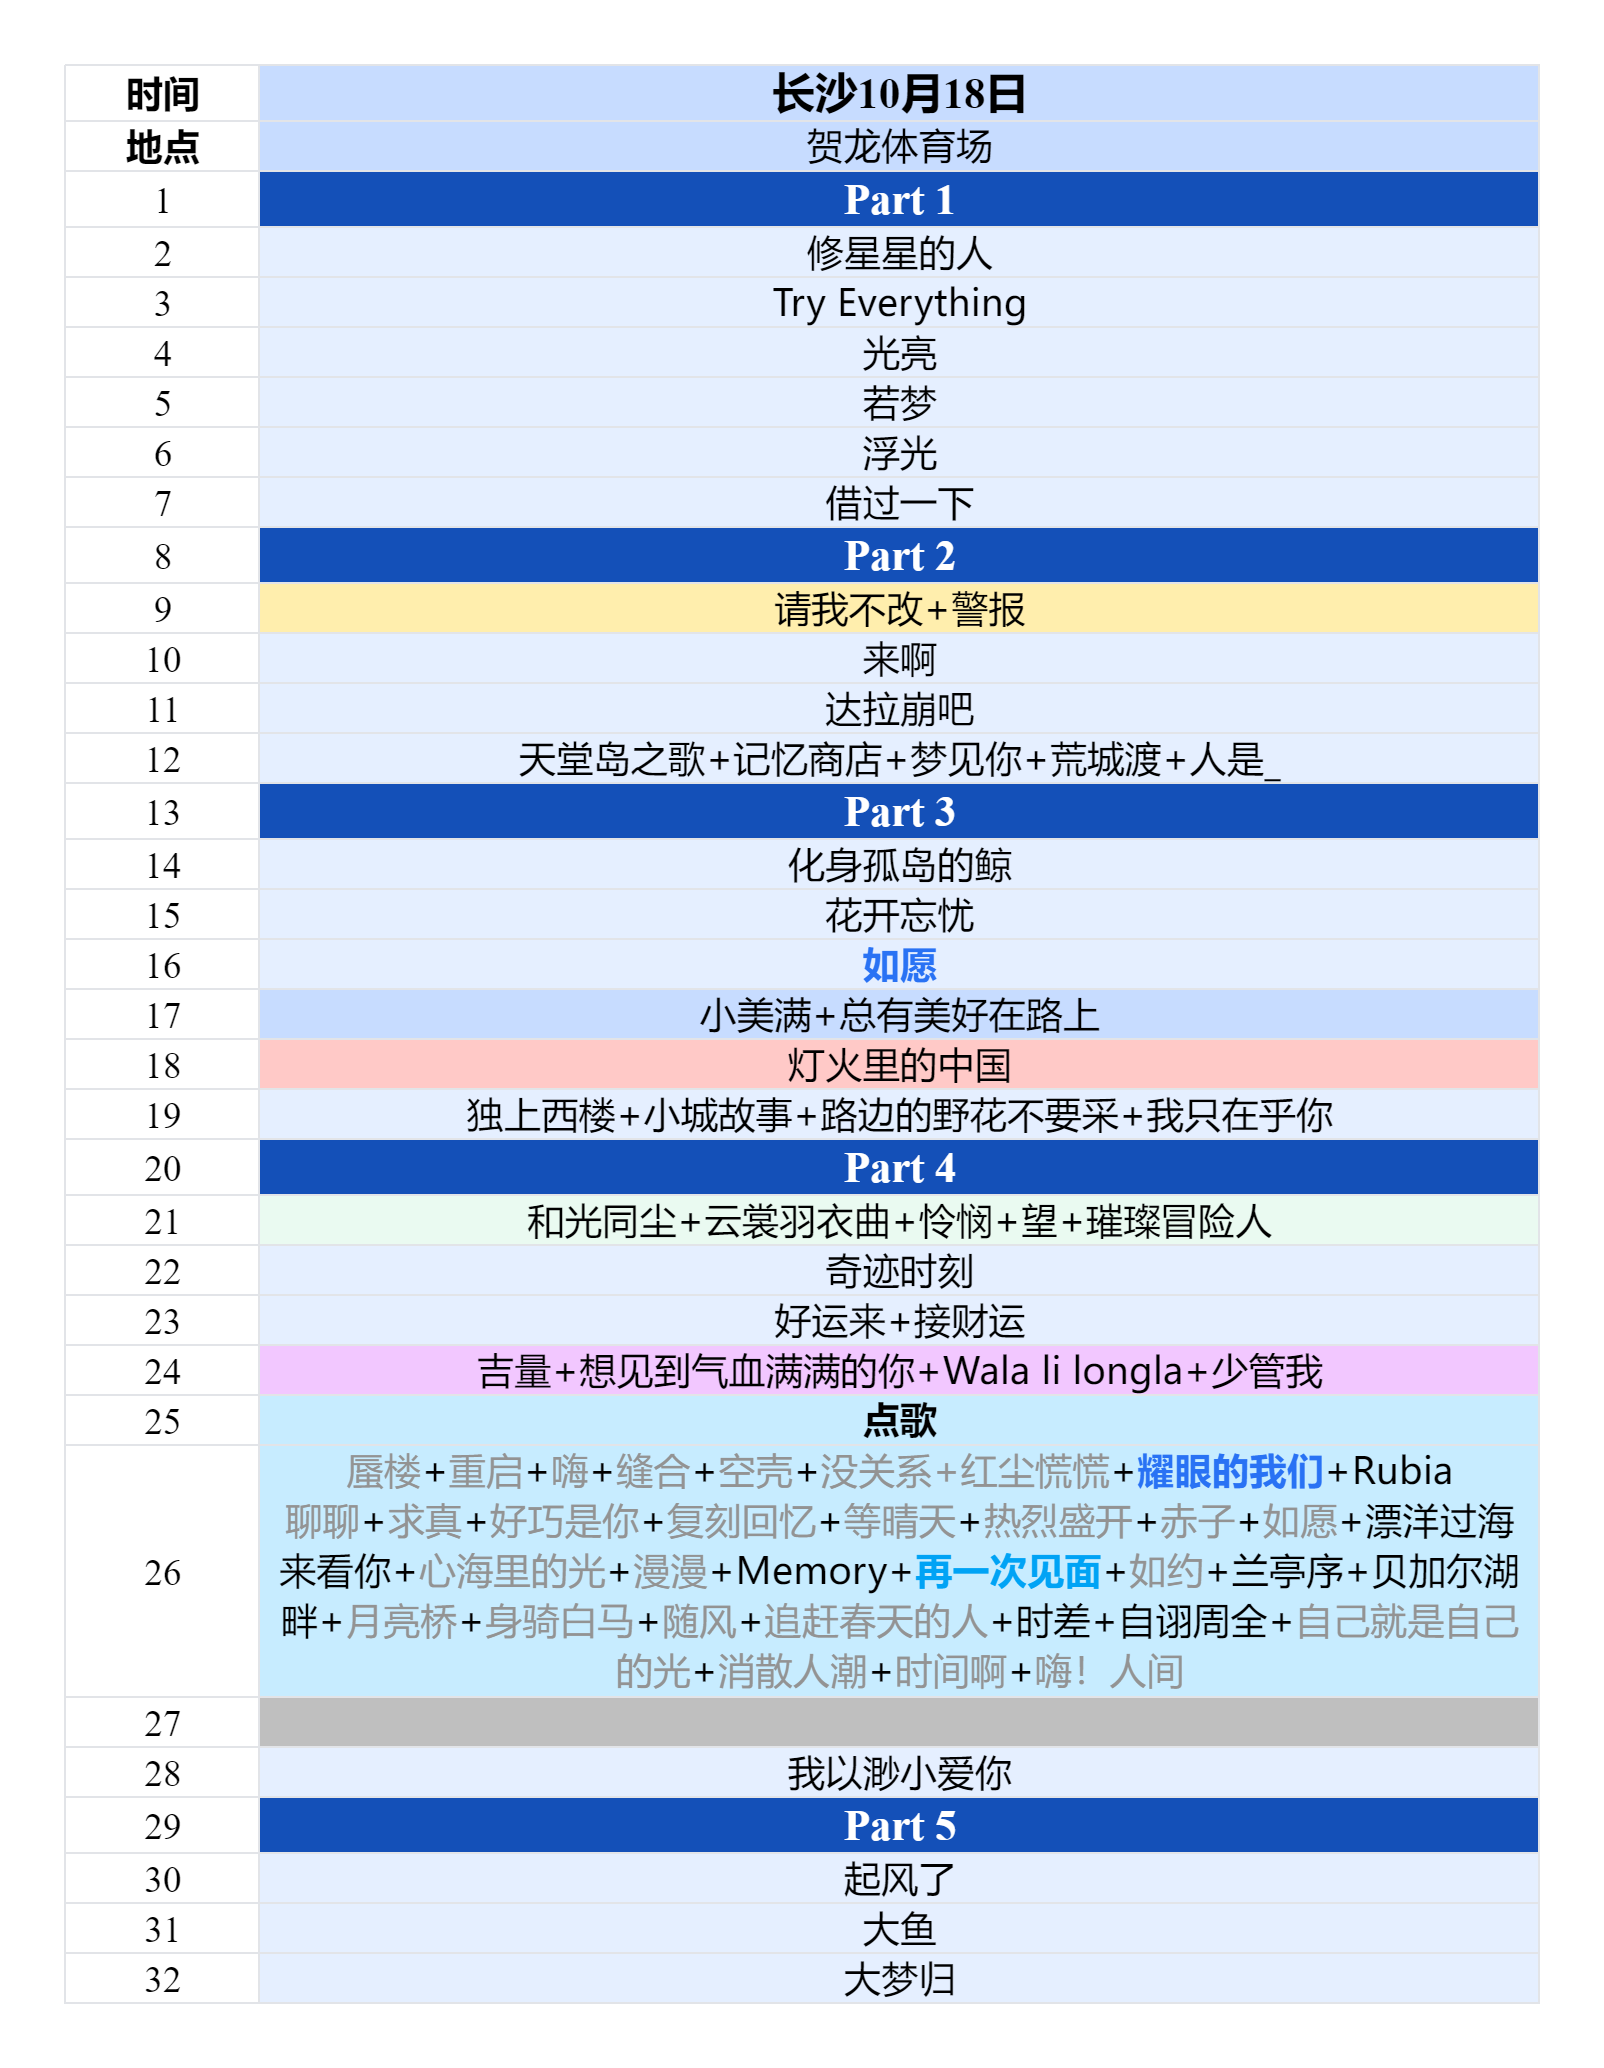 时间 长沙10月18日
地点 贺龙体育场
1 Part 1
2 修星星的人
3 Try Everything
4 光亮
5 若梦
6 浮光
7 借过一下
8 Part 2
9 请我不改+警报
10 来啊
11 达拉崩吧
12 天堂岛之歌+记忆商店+梦见你+荒城渡+人是_
13 Part 3
14 化身孤岛的鲸
15 花开忘忧
16 如愿
17 小美满+总有美好在路上
18 灯火里的中国
19 独上西楼+小城故事+路边的野花不要采+我只在乎你
20 Part 4
21 和光同尘+云裳羽衣曲+怜悯+望+璀璨冒险人
22 奇迹时刻
23 好运来+接财运
24 吉量+想见到气血满满的你+Wala li longla+少管我
25 点歌
蜃楼+重启+嗨+缝合+空壳+没关系+红尘慌慌+耀眼的我们+Rubia
聊聊+求真+好巧是你+复刻回忆+等晴天+热烈盛开+赤子+如愿+漂洋过海
26 来看你+心海里的光+漫漫+Memory+再一次见面+如约+兰亭序+贝加尔湖
畔+月亮桥+身骑白马+随风+追赶春天的人+时差+自诩周全+自己就是自己
的光+消散人潮+时间啊+嗨！人间
27
28 我以渺小爱你
29 Part 5
30 起风了
31 大鱼
32 大梦归